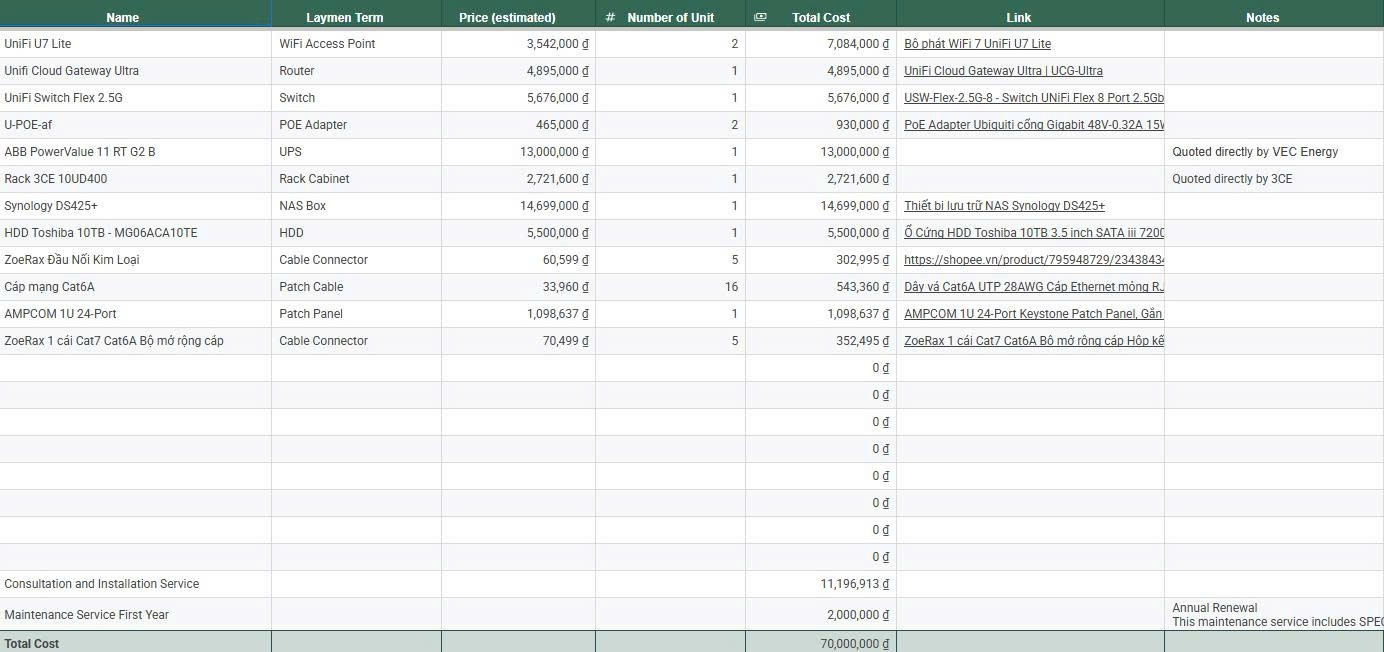 Name Laymen Term Price (estimated) # Number of Unit Total Cost Link Notes
UniFi U7 Lite WiFi Access Point 3,542,000 ₫ 2 7,084,000 ₫ Bộ phát WiFi 7 UniFi U7 Lite
Unifi Cloud Gateway Ultra Router 4,895,000 ₫ 1 4,895,000 ₫ UniFi Cloud Gateway Ultra | UCG-Ultra
UniFi Switch Flex 2.5G Switch 5,676,000 ₫ 1 5,676,000 ₫ USW-Flex-2.5G-8 - Switch UNiFi Flex 8 Port 2.5Gb
U-POE-af POE Adapter 465,000 ₫ 2 930,000 ₫ PoE Adapter Ubiquiti cổng Gigabit 48V-0.32A 15W
ABB PowerValue 11 RT G2 B UPS 13,000,000 ₫ 1 13,000,000 ₫ Quoted directly by VEC Energy
Rack 3CE 10UD400 Rack Cabinet 2,721,600 ₫ 1 2,721,600 ₫ Quoted directly by 3CE
Synology DS425+ NAS Box 14,699,000 ₫ 1 14,699,000 ₫ Thiết bị lưu trữ NAS Synology DS425+
HDD Toshiba 10TB - MG06ACA10TE HDD 5,500,000 ₫ 1 5,500,000 ₫ Ổ Cứng HDD Toshiba 10TB 3.5 inch SATA iii 7200
ZoeRax Đầu Nối Kim Loại Cable Connector 60,599 ₫ 5 302,995 ₫ https://shopee.vn/product/795948729/23438434
Cáp mạng Cat6A Patch Cable 33,960 ₫ 16 543,360 ₫ Dây vá Cat6A UTP 28AWG Cáp Ethernet mỏng RJ
AMPCOM 1U 24-Port Patch Panel 1,098,637 ₫ 1 1,098,637 ₫ AMPCOM 1U 24-Port Keystone Patch Panel, Gắn
ZoeRax 1 cái Cat7 Cat6A Bộ mở rộng cáp Cable Connector 70,499 ₫ 5 352,495 ₫ ZoeRax 1 cái Cat7 Cat6A Bộ mở rộng cáp Hộp kế
0 ₫
0 ₫
0 ₫
0 ₫
0 ₫
0 ₫
0 ₫
0 ₫
Consultation and Installation Service 11,196,913 ₫
Maintenance Service First Year 2,000,000 ₫ Annual Renewal
This maintenance service includes SPEC
Total Cost 70,000,000 ₫